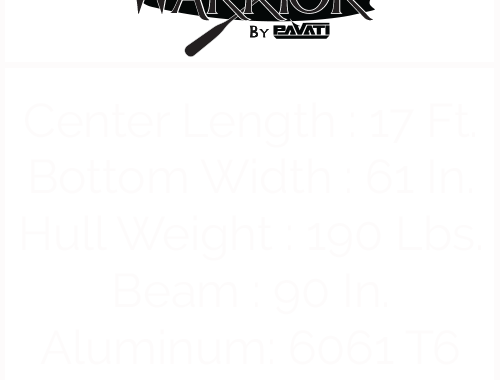 WARRIOR
BY PAVATI
Center Length : 17 Ft.
Bottom Width : 61 In.
Hull Weight : 190 Lbs.
Beam : 90 In.
Aluminum: 6061 T6